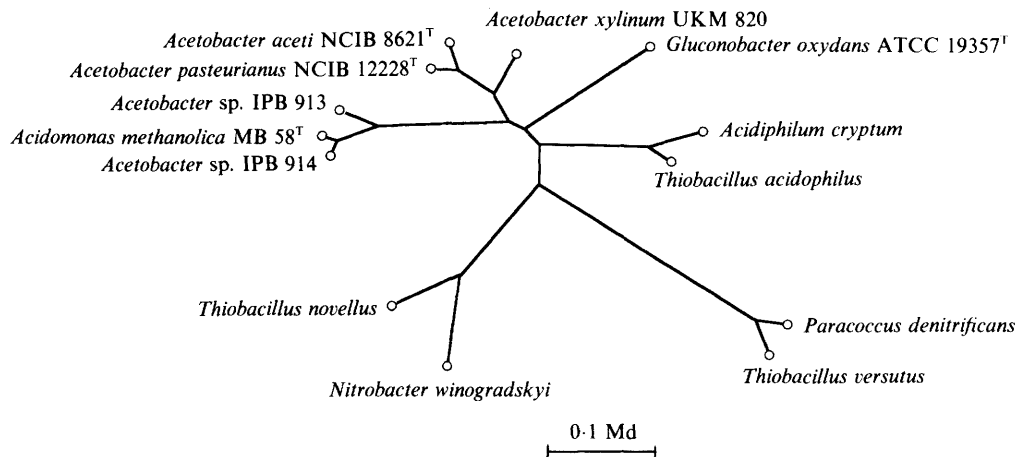 Acetobacter xylinum UKM 820
Acetobacter aceti NCIB 8621ᵀ
Gluconobacter oxydans ATCC 19357ᵀ
Acetobacter pasteurianus NCIB 12228ᵀ
Acetobacter sp. IPB 913
Acidomonas methanolica MB 58ᵀ
Acidiphilum cryptum
Acetobacter sp. IPB 914
Thiobacillus acidophilus
Thiobacillus novellus
Paracoccus denitrificans
Thiobacillus versutus
Nitrobacter winogradskyi
0·1 Md